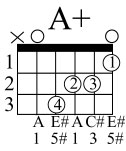 A+
×○ ○
1 1
2 2 3
3 4
A E# A C# E#
1 5# 1 3 5#